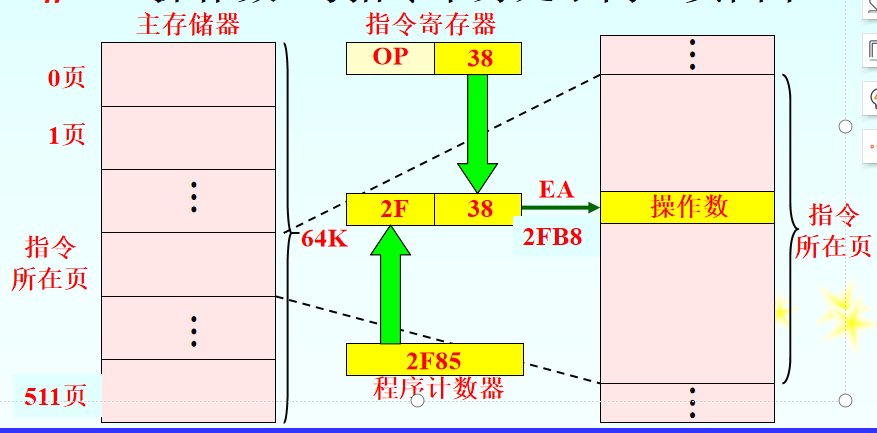 主存储器
指令寄存器
0页
1页
指令
所在页
511页
64K
OP 38
2F 38
EA
2FB8
2F85
程序计数器
操作数
指令
所在页